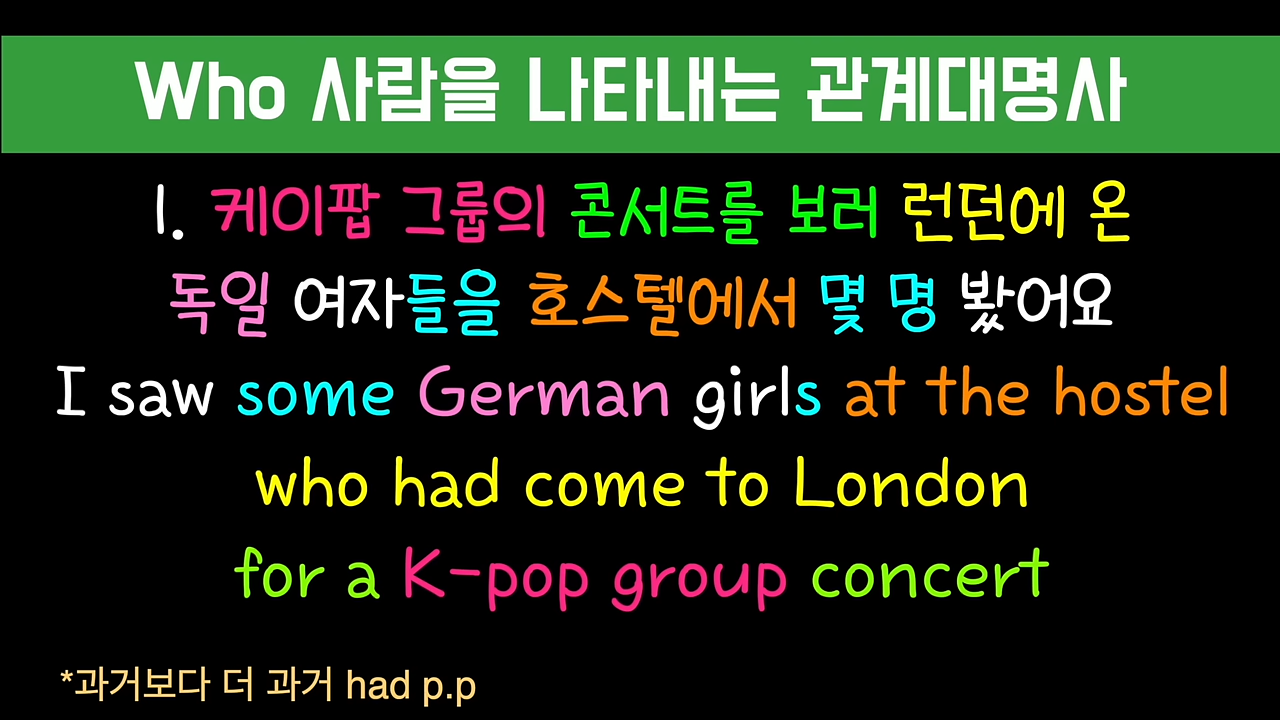 Who 사람을 나타내는 관계대명사
1. 케이팝 그룹의 콘서트를 보러 런던에 온
독일 여자들을 호스텔에서 몇 명 봤어요
I saw some German girls at the hostel
who had come to London
for a K-pop group concert
*과거보다 더 과거 had p.p